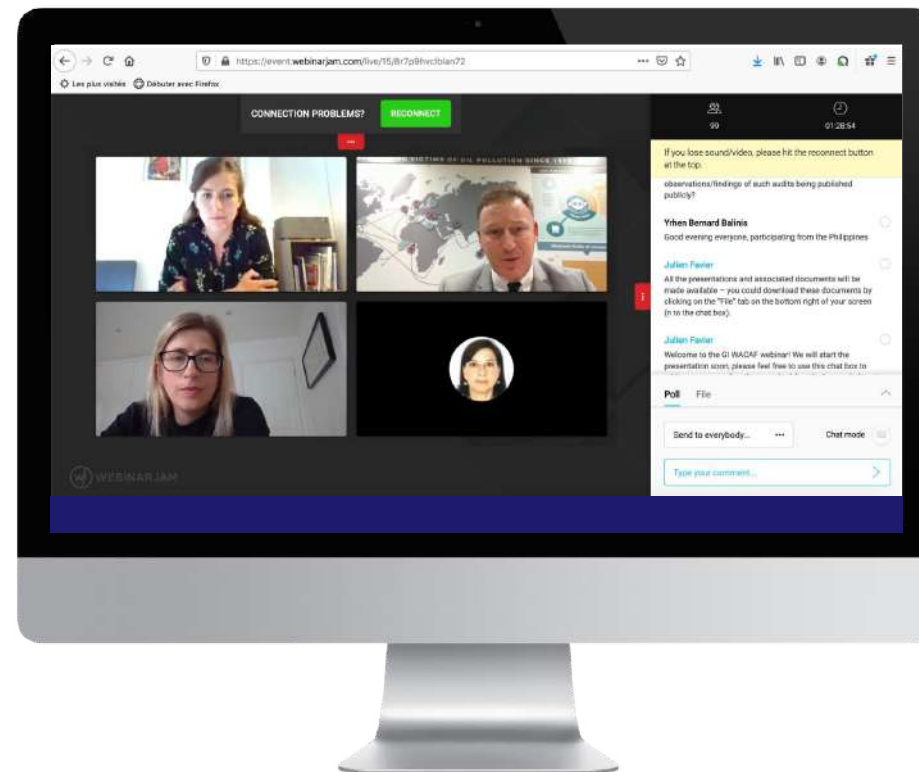 https://event.webinarjam.com/live/15/8r7p9hvclblan72
Les plus visités Débuter avec Firefox
CONNECTION PROBLEMS? RECONNECT
VICTIMS OF OIL POLLUTION SINCE
WEBINARJAM
99 01:28:54
If you lose sound/video, please hit the reconnect button
at the top.
observations/findings of such audits being published
publicly?
Yrhen Bernard Balinis
Good evening everyone, participating from the Philippines
Julien Favier
All the presentations and associated documents will be
made available – you could download these documents by
clicking on the "File" tab on the bottom right of your screen
(n to the chat box).
Julien Favier
Welcome to the GI WACAF webinar! We will start the
presentation soon, please feel free to use this chat box to
Poll File
Send to everybody... Chat mode
Type your comment...